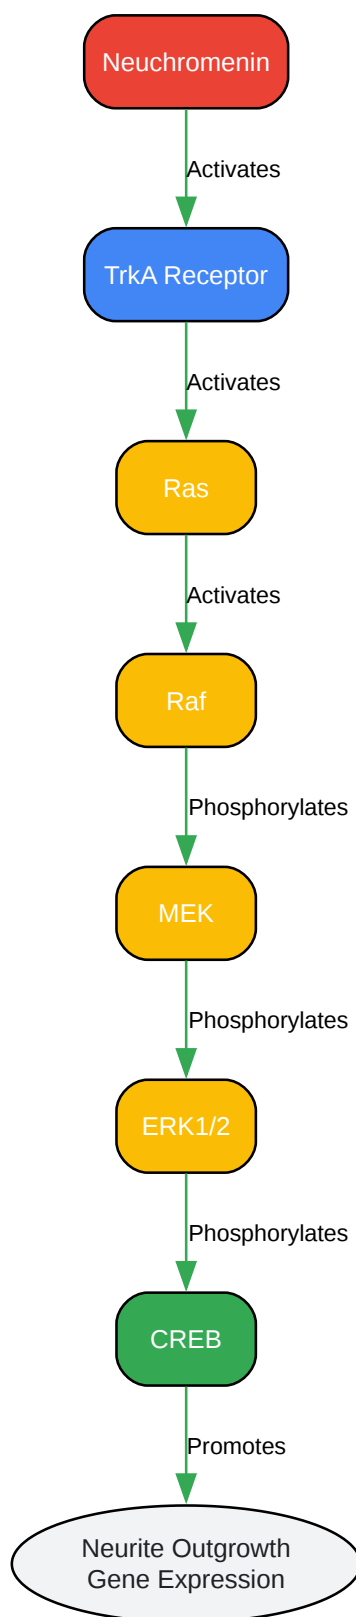 Neuchromenin
Activates
TrkA Receptor
Activates
Ras
Activates
Raf
Phosphorylates
MEK
Phosphorylates
ERK1/2
Phosphorylates
CREB
Promotes
Neurite Outgrowth
Gene Expression